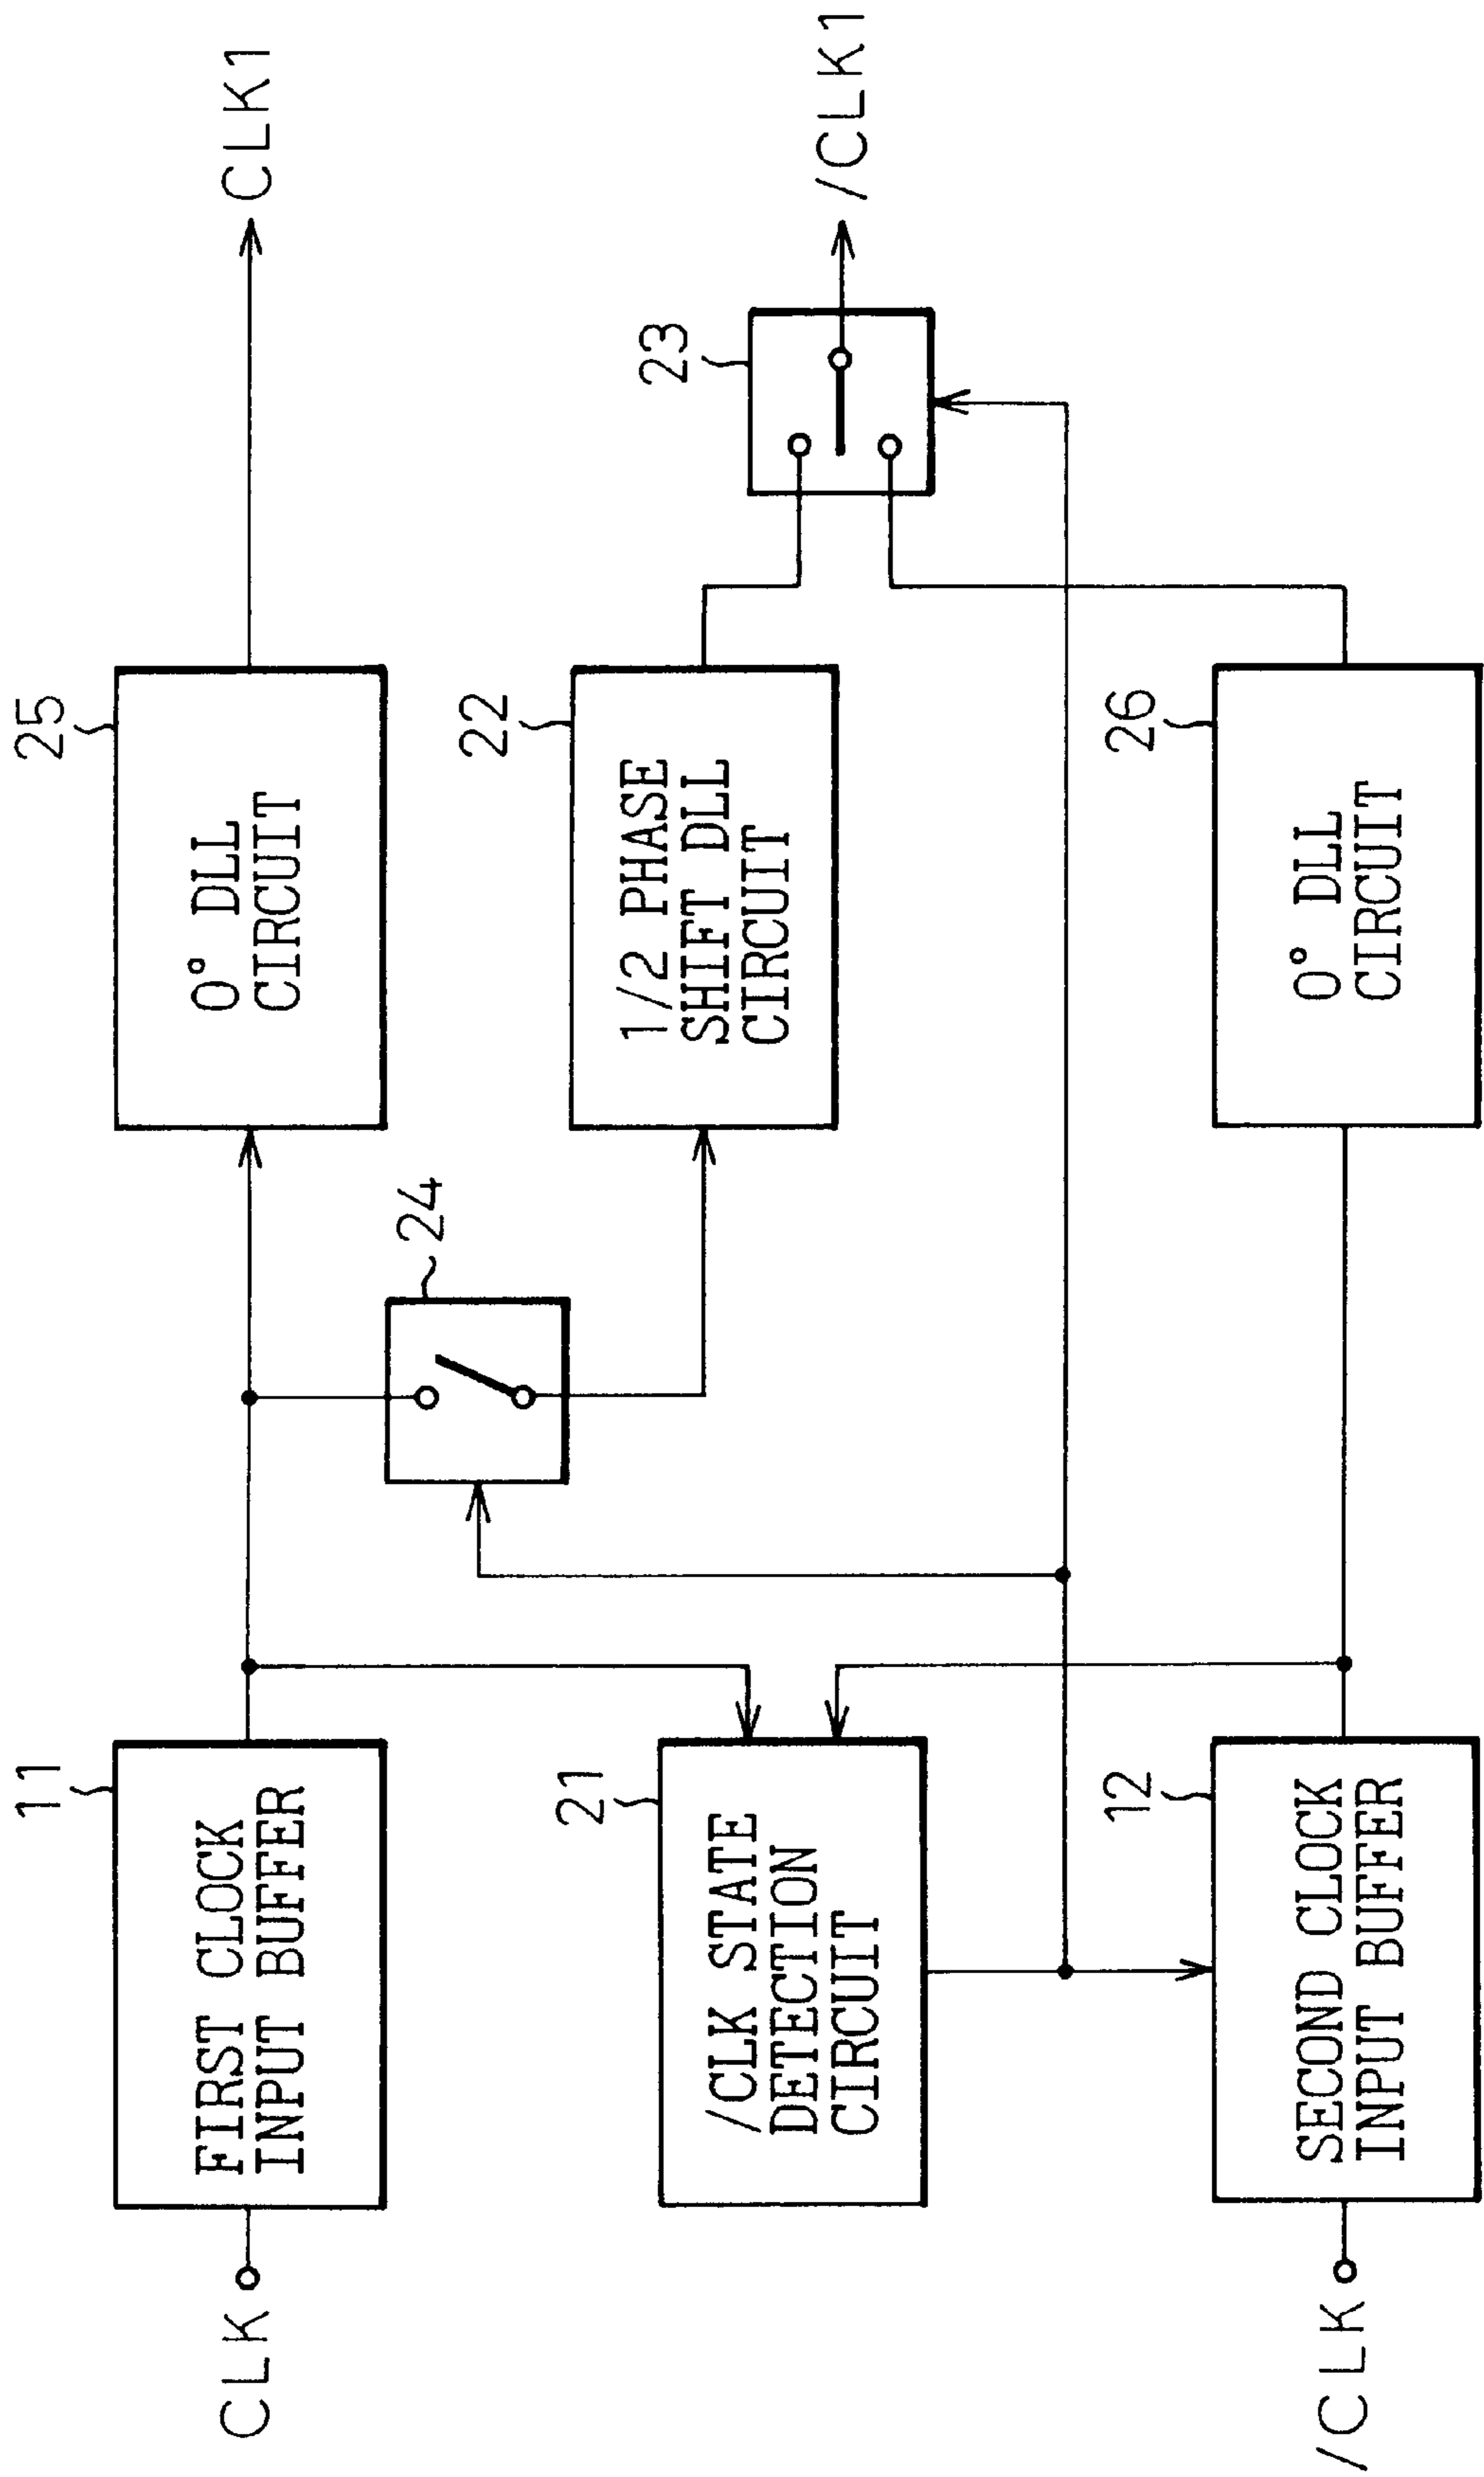 11
25
CLK
FIRST CLOCK
INPUT BUFFER
0° DLL
CIRCUIT
CLK1
24
22
1/2 PHASE
SHIFT DLL
CIRCUIT
23
/CLK1
21
/CLK STATE
DETECTION
CIRCUIT
12
26
/CLK
SECOND CLOCK
INPUT BUFFER
0° DLL
CIRCUIT